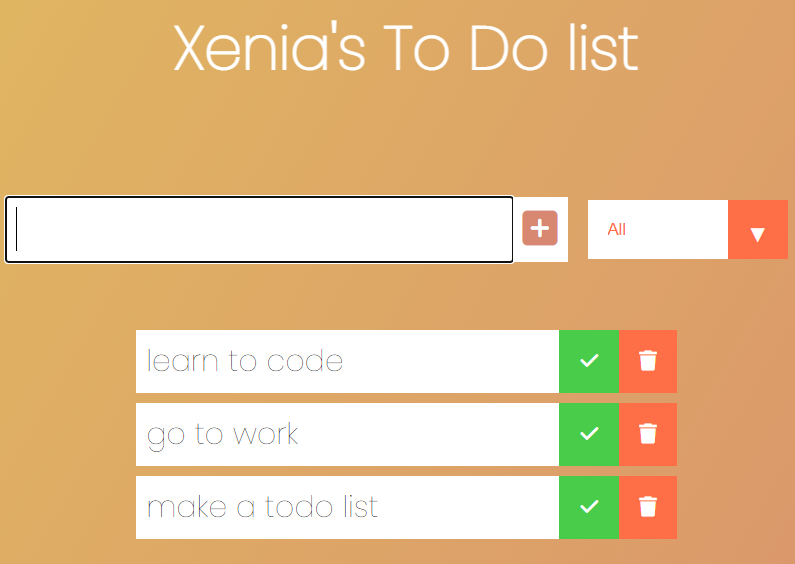 Xenia's To Do list
All
learn to code
go to work
make a todo list